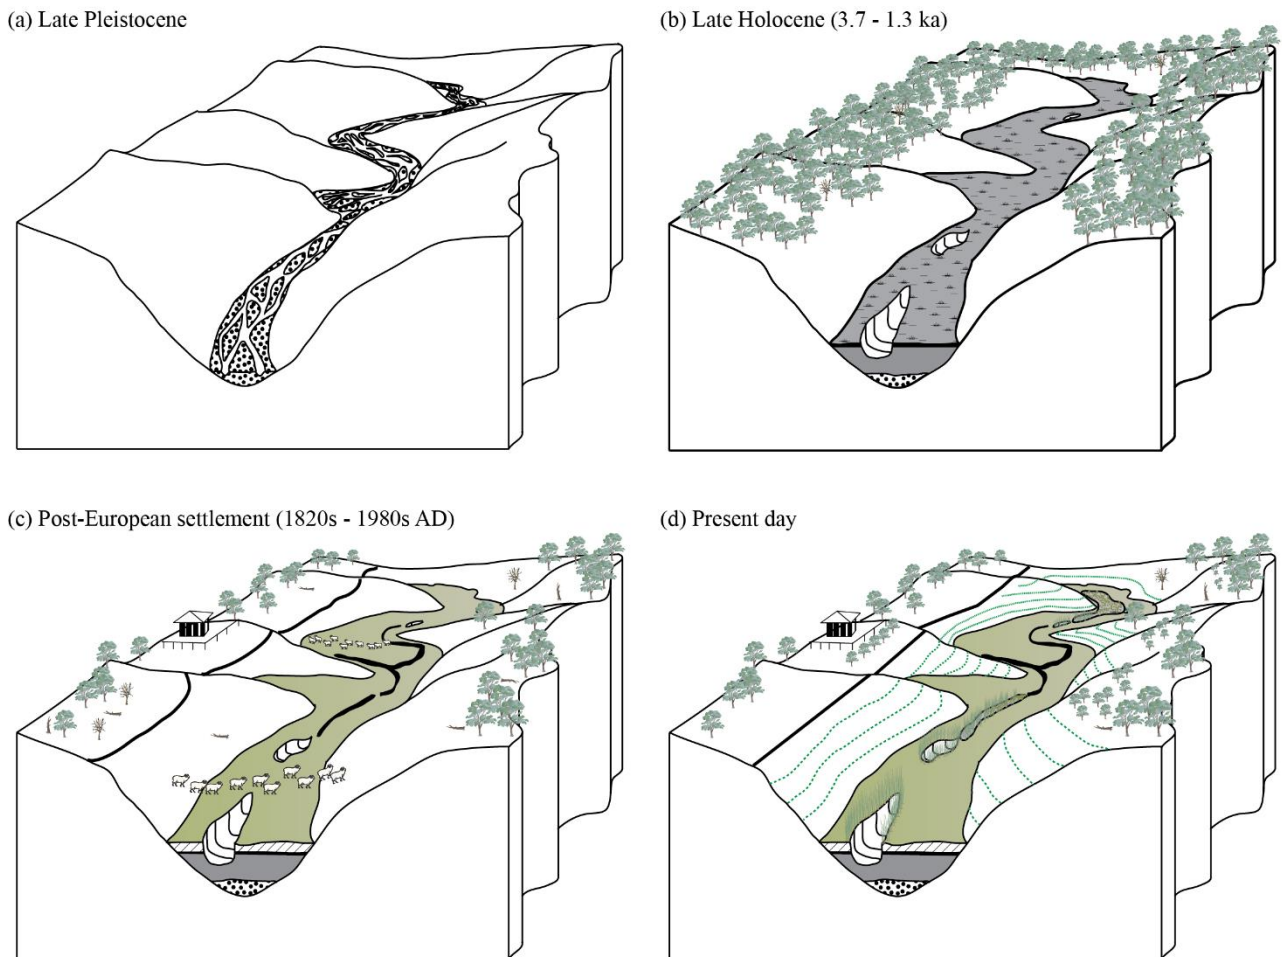 (a) Late Pleistocene
(b) Late Holocene (3.7 - 1.3 ka)
(c) Post-European settlement (1820s - 1980s AD)
(d) Present day